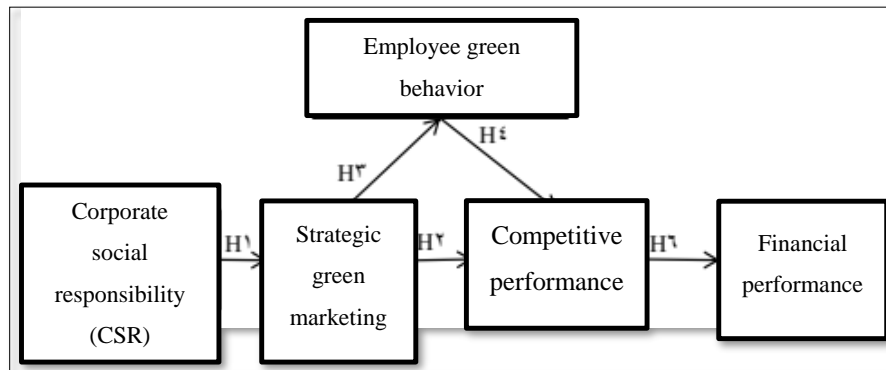 Employee green
behavior
H٤
H٣
Corporate
social
responsibility
(CSR)
H١
Strategic
green
marketing
H٢
Competitive
performance
H٦
Financial
performance